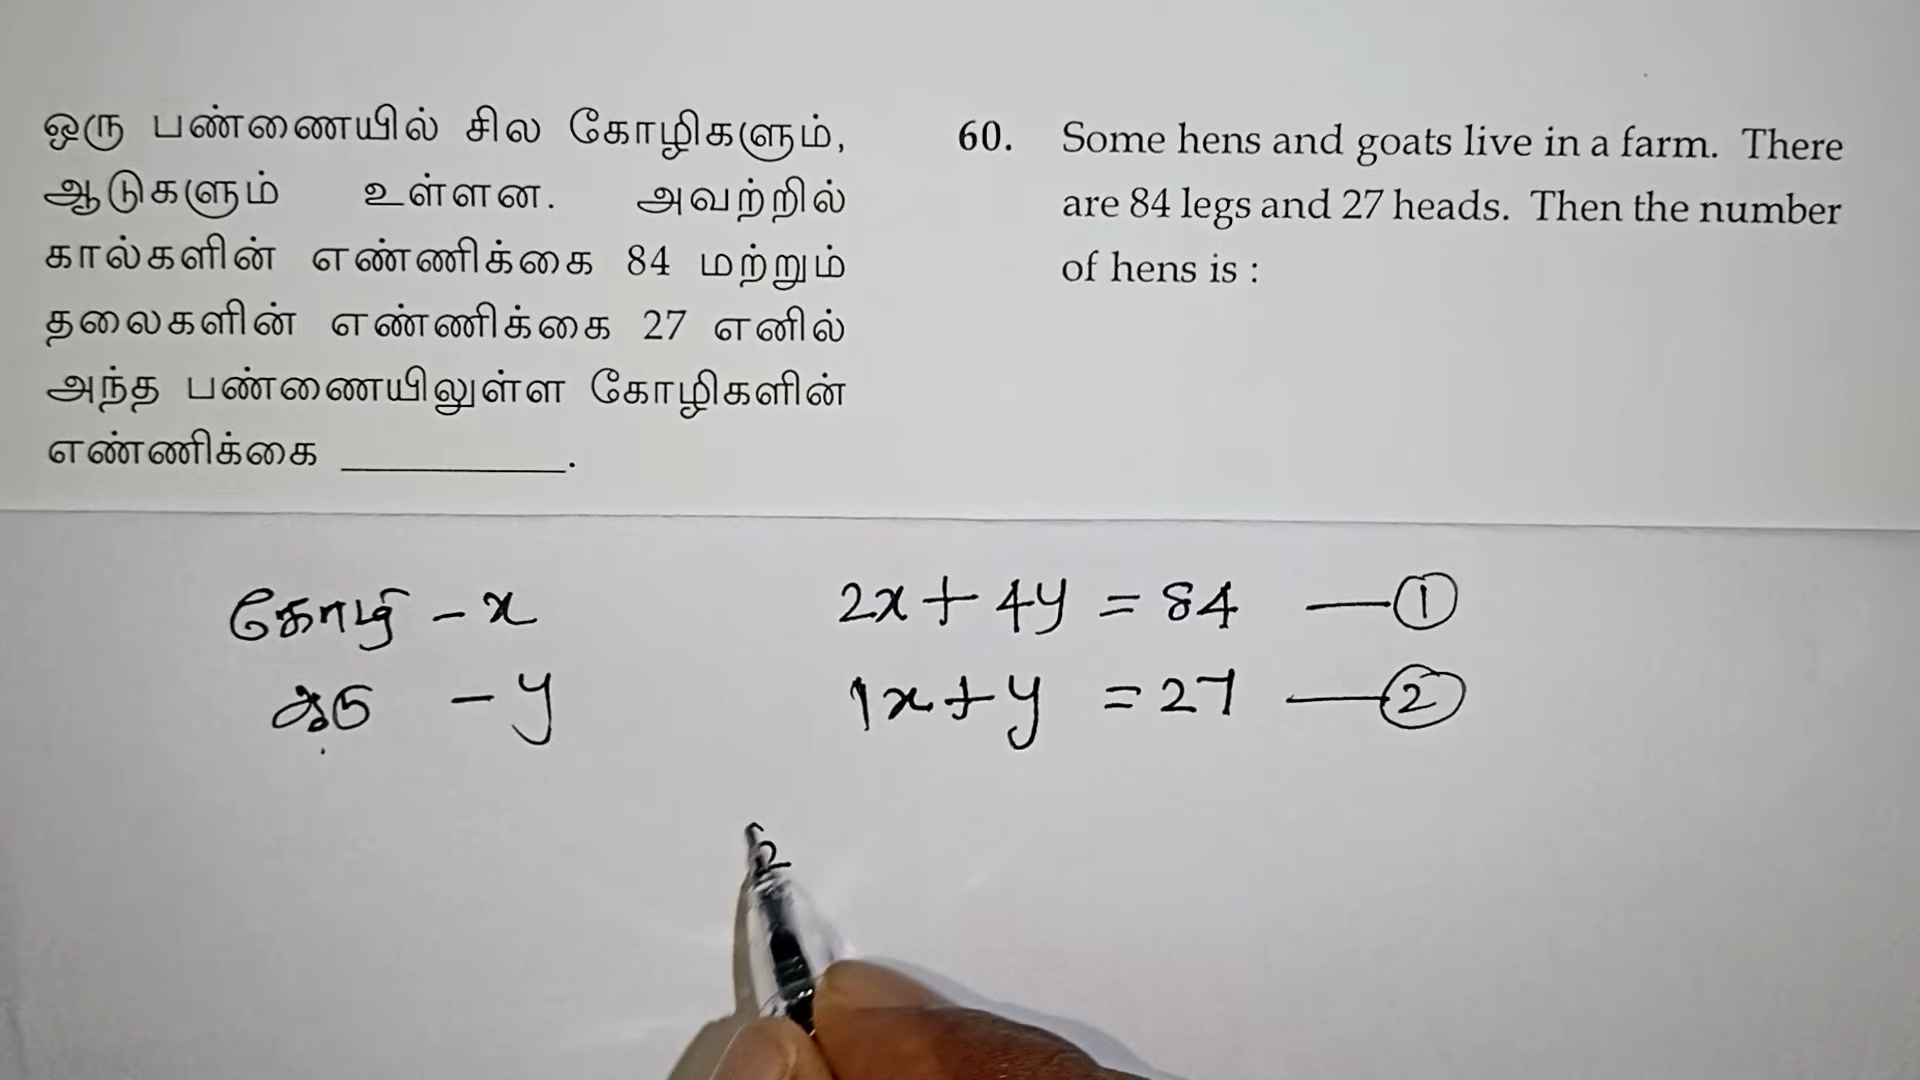 ஒரு பண்ணையில் சில கோழிகளும்,
ஆடுகளும் உள்ளன. அவற்றில்
கால்களின் எண்ணிக்கை 84 மற்றும்
தலைகளின் எண்ணிக்கை 27 எனில்
அந்த பண்ணையிலுள்ள கோழிகளின்
எண்ணிக்கை __________.
60. Some hens and goats live in a farm. There
are 84 legs and 27 heads. Then the number
of hens is :
கோழி - x
ஆடு - y
2x + 4y = 84 — ①
1x + y = 27 — ②
2